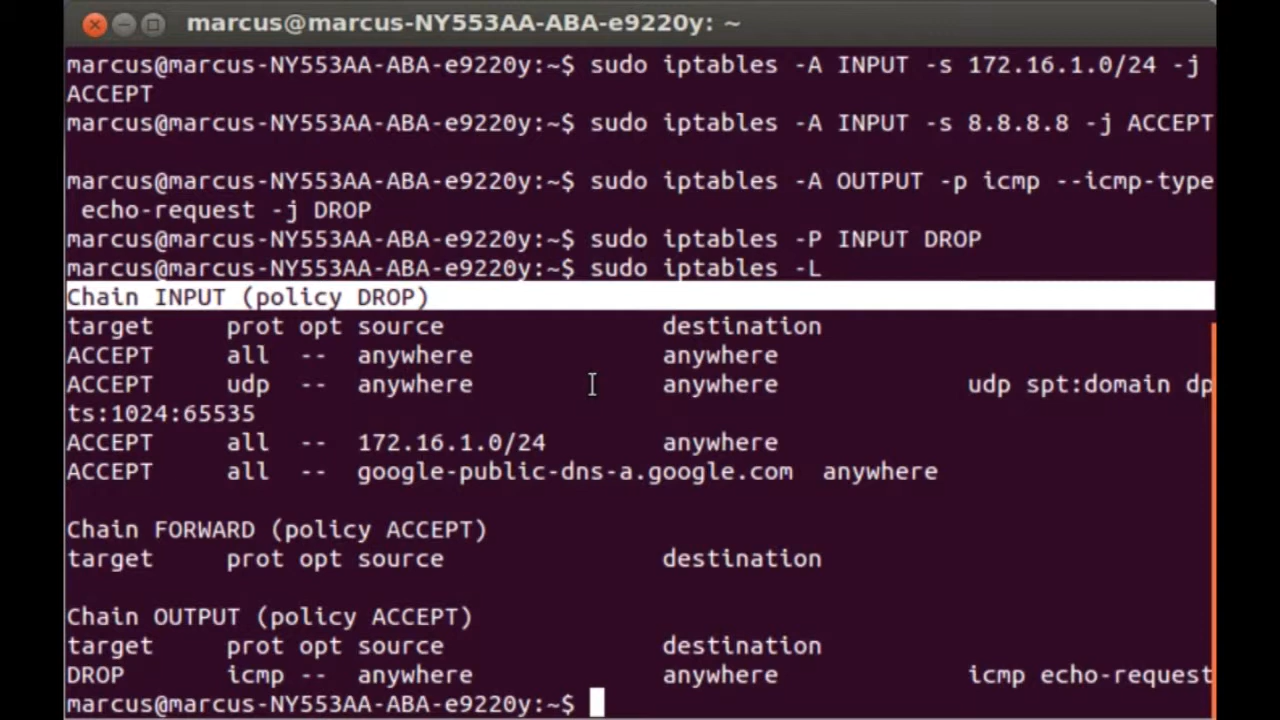 marcus@marcus-NY553AA-ABA-e9220y: ~
marcus@marcus-NY553AA-ABA-e9220y:~$ sudo iptables -A INPUT -s 172.16.1.0/24 -j
ACCEPT
marcus@marcus-NY553AA-ABA-e9220y:~$ sudo iptables -A INPUT -s 8.8.8.8 -j ACCEPT
marcus@marcus-NY553AA-ABA-e9220y:~$ sudo iptables -A OUTPUT -p icmp --icmp-type
 echo-request -j DROP
marcus@marcus-NY553AA-ABA-e9220y:~$ sudo iptables -P INPUT DROP
marcus@marcus-NY553AA-ABA-e9220y:~$ sudo iptables -L
Chain INPUT (policy DROP)
target     prot opt source               destination
ACCEPT     all  --  anywhere             anywhere
ACCEPT     udp  --  anywhere             anywhere             udp spt:domain dp
ts:1024:65535
ACCEPT     all  --  172.16.1.0/24        anywhere
ACCEPT     all  --  google-public-dns-a.google.com  anywhere
Chain FORWARD (policy ACCEPT)
target     prot opt source               destination
Chain OUTPUT (policy ACCEPT)
target     prot opt source               destination
DROP       icmp --  anywhere             anywhere             icmp echo-request
marcus@marcus-NY553AA-ABA-e9220y:~$